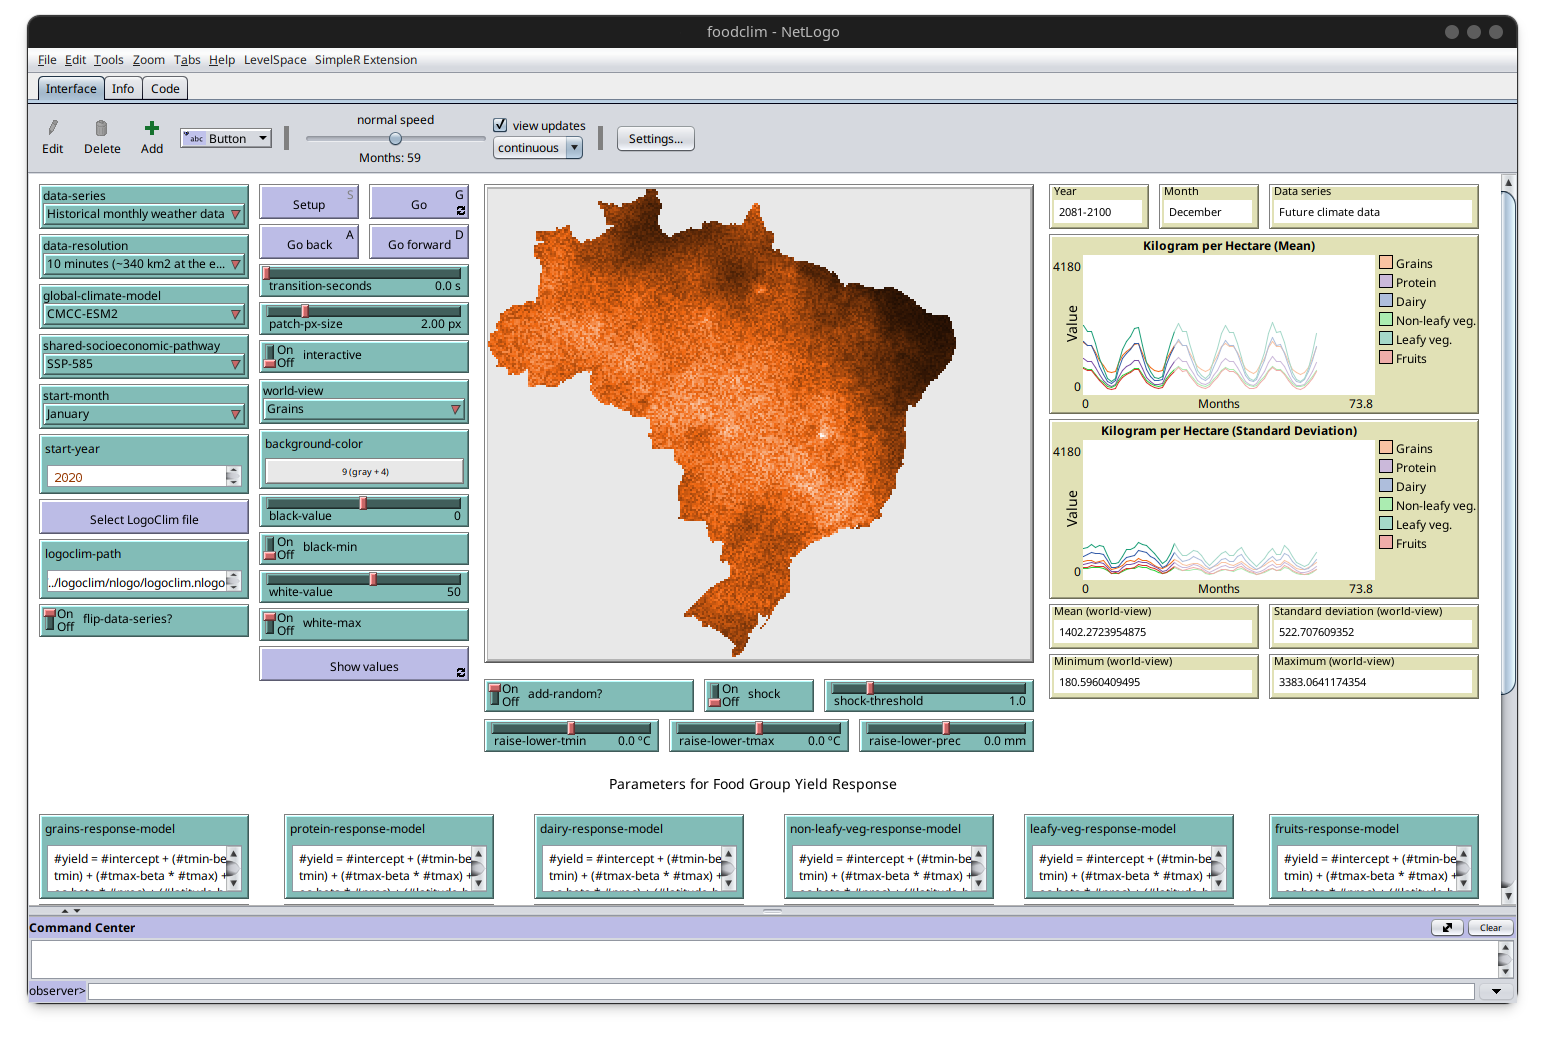 foodclim - NetLogo
File Edit Tools Zoom Tabs Help LevelSpace SimpleR Extension
Interface Info Code
Edit Delete Add
abc Button
normal speed
Months: 59
view updates
continuous
Settings...
data-series
Historical monthly weather data
data-resolution
10 minutes (~340 km2 at the e...
global-climate-model
CMCC-ESM2
shared-socioeconomic-pathway
SSP-585
start-month
January
start-year
2020
Select LogoClim file
logoclim-path
../logoclim/nlogo/logoclim.nlogo
On
Off
flip-data-series?
Setup S
Go G
Go back A
Go forward D
transition-seconds 0.0 s
patch-px-size 2.00 px
On
Off
interactive
world-view
Grains
background-color
9 (gray + 4)
black-value 0
On
Off
black-min
white-value 50
On
Off
white-max
Show values
On
Off
add-random?
On
Off
shock
shock-threshold 1.0
raise-lower-tmin 0.0 ºC
raise-lower-tmax 0.0 ºC
raise-lower-prec 0.0 mm
Year
2081-2100
Month
December
Data series
Future climate data
Kilogram per Hectare (Mean)
4180
Value
0
0 Months 73.8
Grains
Protein
Dairy
Non-leafy veg.
Leafy veg.
Fruits
Kilogram per Hectare (Standard Deviation)
4180
Value
0
0 Months 73.8
Grains
Protein
Dairy
Non-leafy veg.
Leafy veg.
Fruits
Mean (world-view)
1402.2723954875
Standard deviation (world-view)
522.707609352
Minimum (world-view)
180.5960409495
Maximum (world-view)
3383.0641174354
Parameters for Food Group Yield Response
grains-response-model
#yield = #intercept + (#tmin-be
tmin) + (#tmax-beta * #tmax) +
protein-response-model
#yield = #intercept + (#tmin-be
tmin) + (#tmax-beta * #tmax) +
dairy-response-model
#yield = #intercept + (#tmin-be
tmin) + (#tmax-beta * #tmax) +
non-leafy-veg-response-model
#yield = #intercept + (#tmin-be
tmin) + (#tmax-beta * #tmax) +
leafy-veg-response-model
#yield = #intercept + (#tmin-be
tmin) + (#tmax-beta * #tmax) +
fruits-response-model
#yield = #intercept + (#tmin-be
tmin) + (#tmax-beta * #tmax) +
Command Center
Clear
observer>